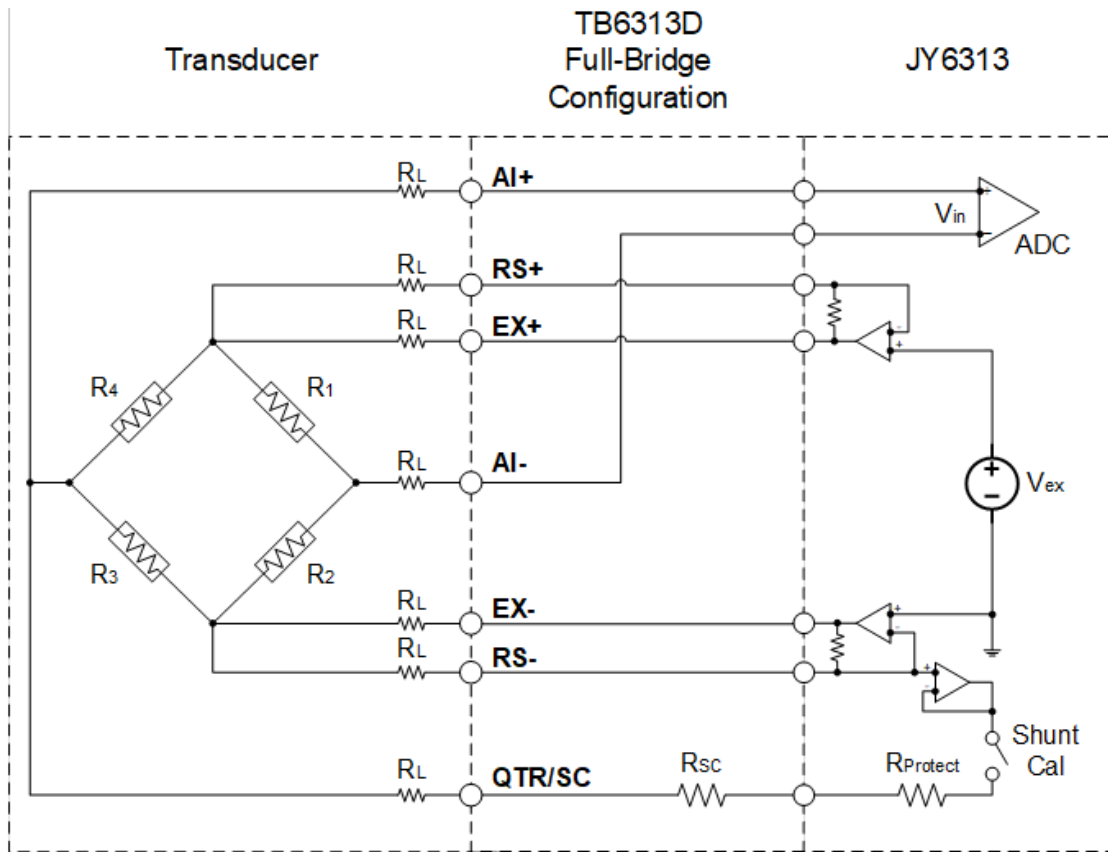 Transducer
TB6313D
Full-Bridge
Configuration
JY6313
RL
AI+
Vin
+
−
ADC
RL
RS+
RL
EX+
-
+
R4
R1
RL
AI-
+
−
Vex
R3
R2
RL
EX-
+
-
RL
RS-
+
-
Shunt
Cal
RL
QTR/SC
RSC
RProtect